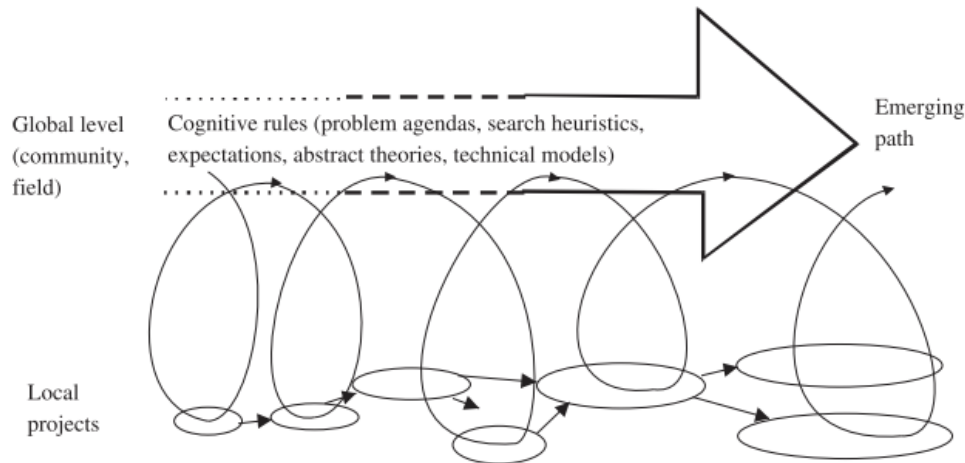 Global level
(community,
field)
Cognitive rules (problem agendas, search heuristics,
expectations, abstract theories, technical models)
Emerging
path
Local
projects